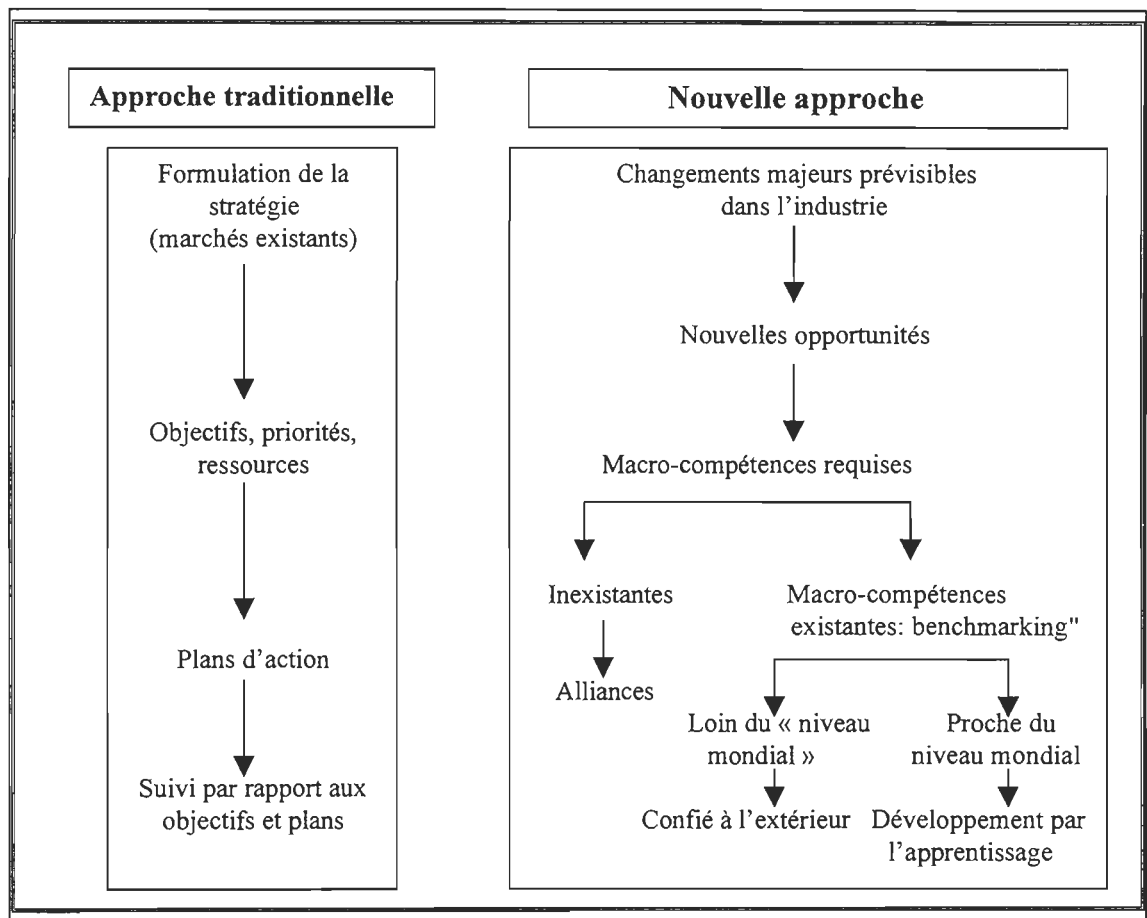 Approche traditionnelle
Formulation de la
stratégie
(marchés existants)
Objectifs, priorités,
ressources
Plans d'action
Suivi par rapport aux
objectifs et plans
Nouvelle approche
Changements majeurs prévisibles
dans l'industrie
Nouvelles opportunités
Macro-compétences requises
Inexistantes
Alliances
Macro-compétences
existantes: benchmarking"
Loin du « niveau
mondial »
Confié à l'extérieur
Proche du
niveau mondial
Développement par
l'apprentissage